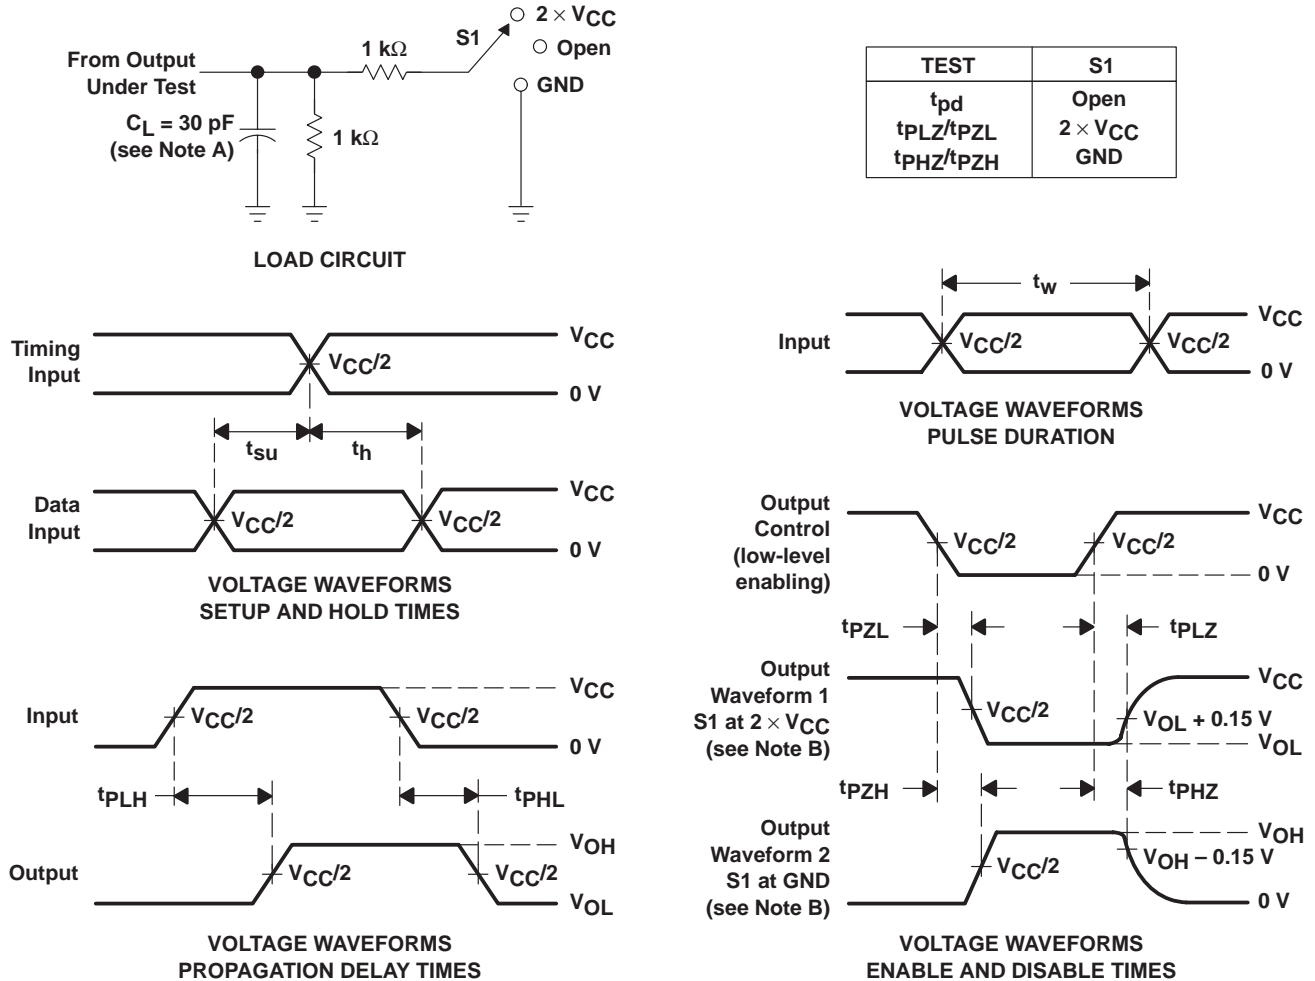 2 × VCC
S1
1 kΩ
Open
From Output
Under Test
GND
CL = 30 pF
(see Note A)
1 kΩ
LOAD CIRCUIT
TEST S1
tpd Open
tPLZ/tPZL 2 × VCC
tPHZ/tPZH GND
Timing
Input
VCC
VCC/2
0 V
tsu
th
Data
Input
VCC
VCC/2
VCC/2
0 V
VOLTAGE WAVEFORMS
SETUP AND HOLD TIMES
tw
Input
VCC
VCC/2
VCC/2
0 V
VOLTAGE WAVEFORMS
PULSE DURATION
Input
VCC
VCC/2
VCC/2
0 V
tPLH
tPHL
Output
VOH
VCC/2
VCC/2
VOL
VOLTAGE WAVEFORMS
PROPAGATION DELAY TIMES
Output
Control
(low-level
enabling)
VCC
VCC/2
VCC/2
0 V
tPZL
tPLZ
Output
Waveform 1
S1 at 2 × VCC
(see Note B)
VCC
VCC/2
VOL + 0.15 V
VOL
tPZH
tPHZ
Output
Waveform 2
S1 at GND
(see Note B)
VOH
VCC/2
VOH – 0.15 V
0 V
VOLTAGE WAVEFORMS
ENABLE AND DISABLE TIMES